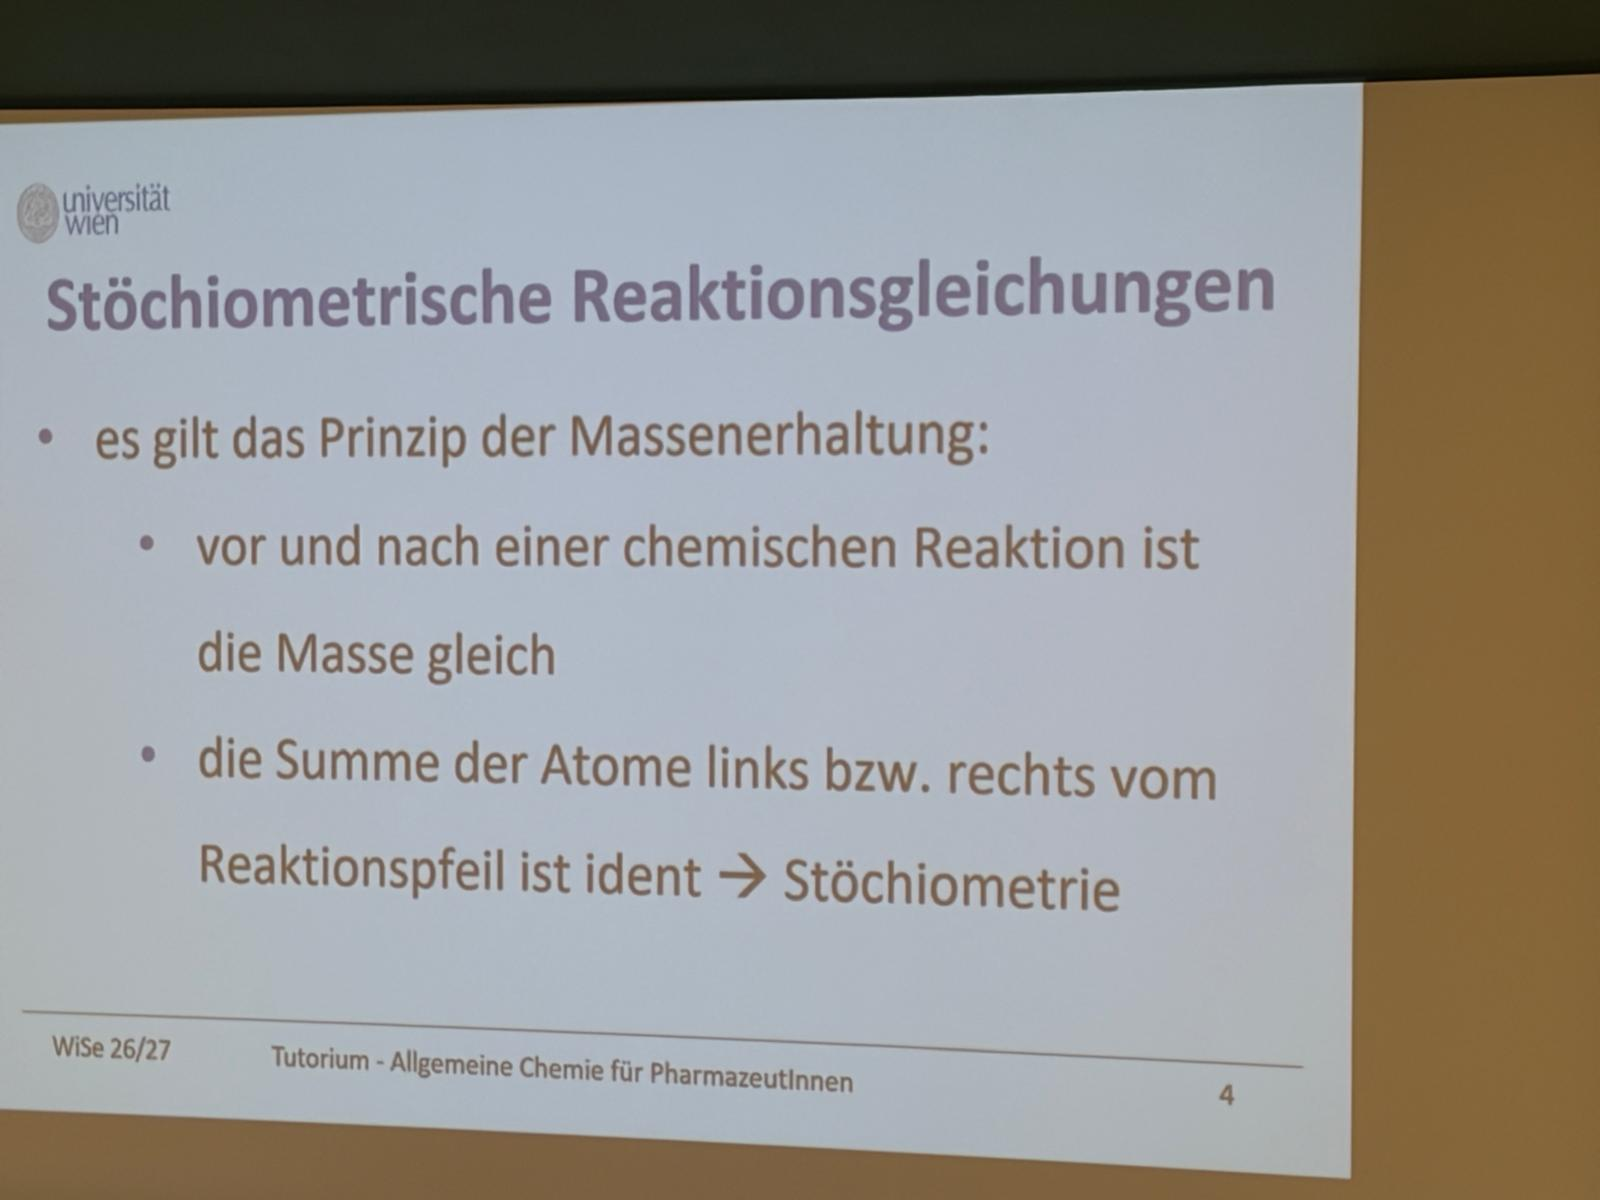 universität
wien
Stöchiometrische Reaktionsgleichungen
• es gilt das Prinzip der Massenerhaltung:
• vor und nach einer chemischen Reaktion ist
die Masse gleich
• die Summe der Atome links bzw. rechts vom
Reaktionspfeil ist ident → Stöchiometrie
WiSe 26/27 Tutorium - Allgemeine Chemie für PharmazeutInnen 4